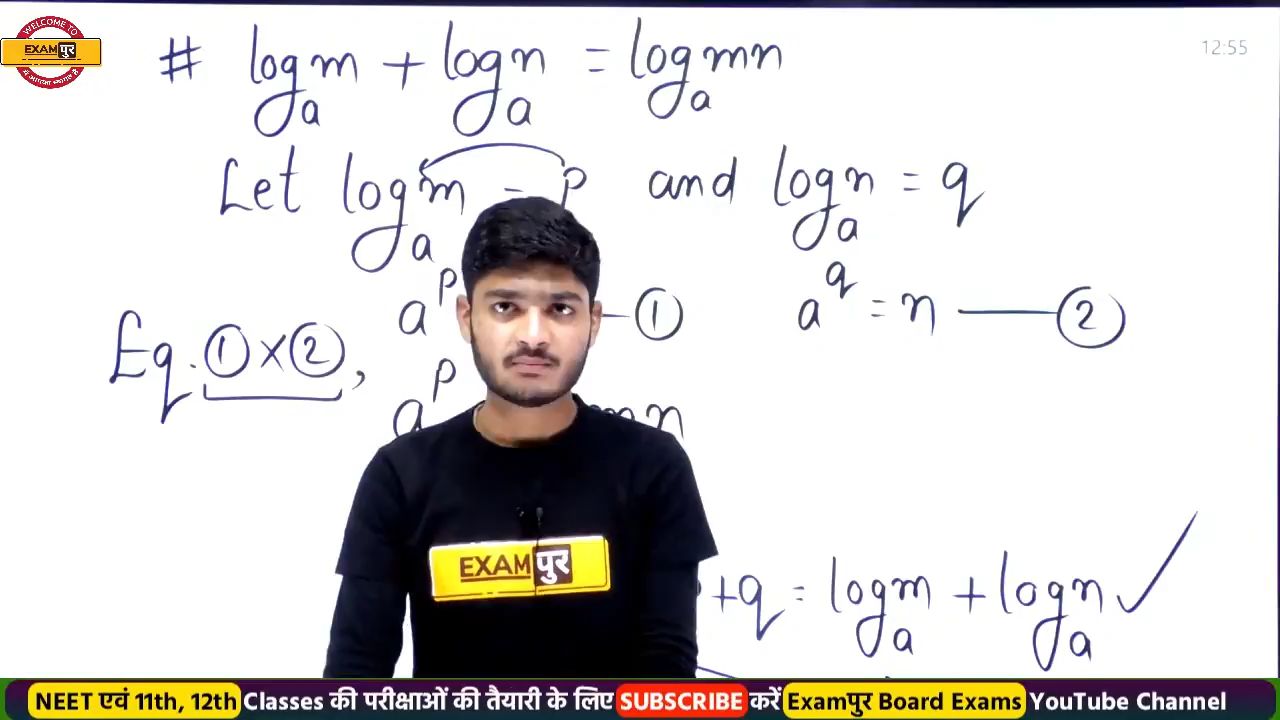 WELCOME TO
EXAMपुर
12:55
# logₐm + logₐn = logₐmn
Let logₐm = p and logₐn = q
aᵖ — ① a^q = n — ②
Eq. ① × ②,
aᵖ mn
EXAMपुर
+q = logₐm + logₐn ✓
NEET एवं 11th, 12th Classes की परीक्षाओं की तैयारी के लिए SUBSCRIBE करें Examपुर Board Exams YouTube Channel